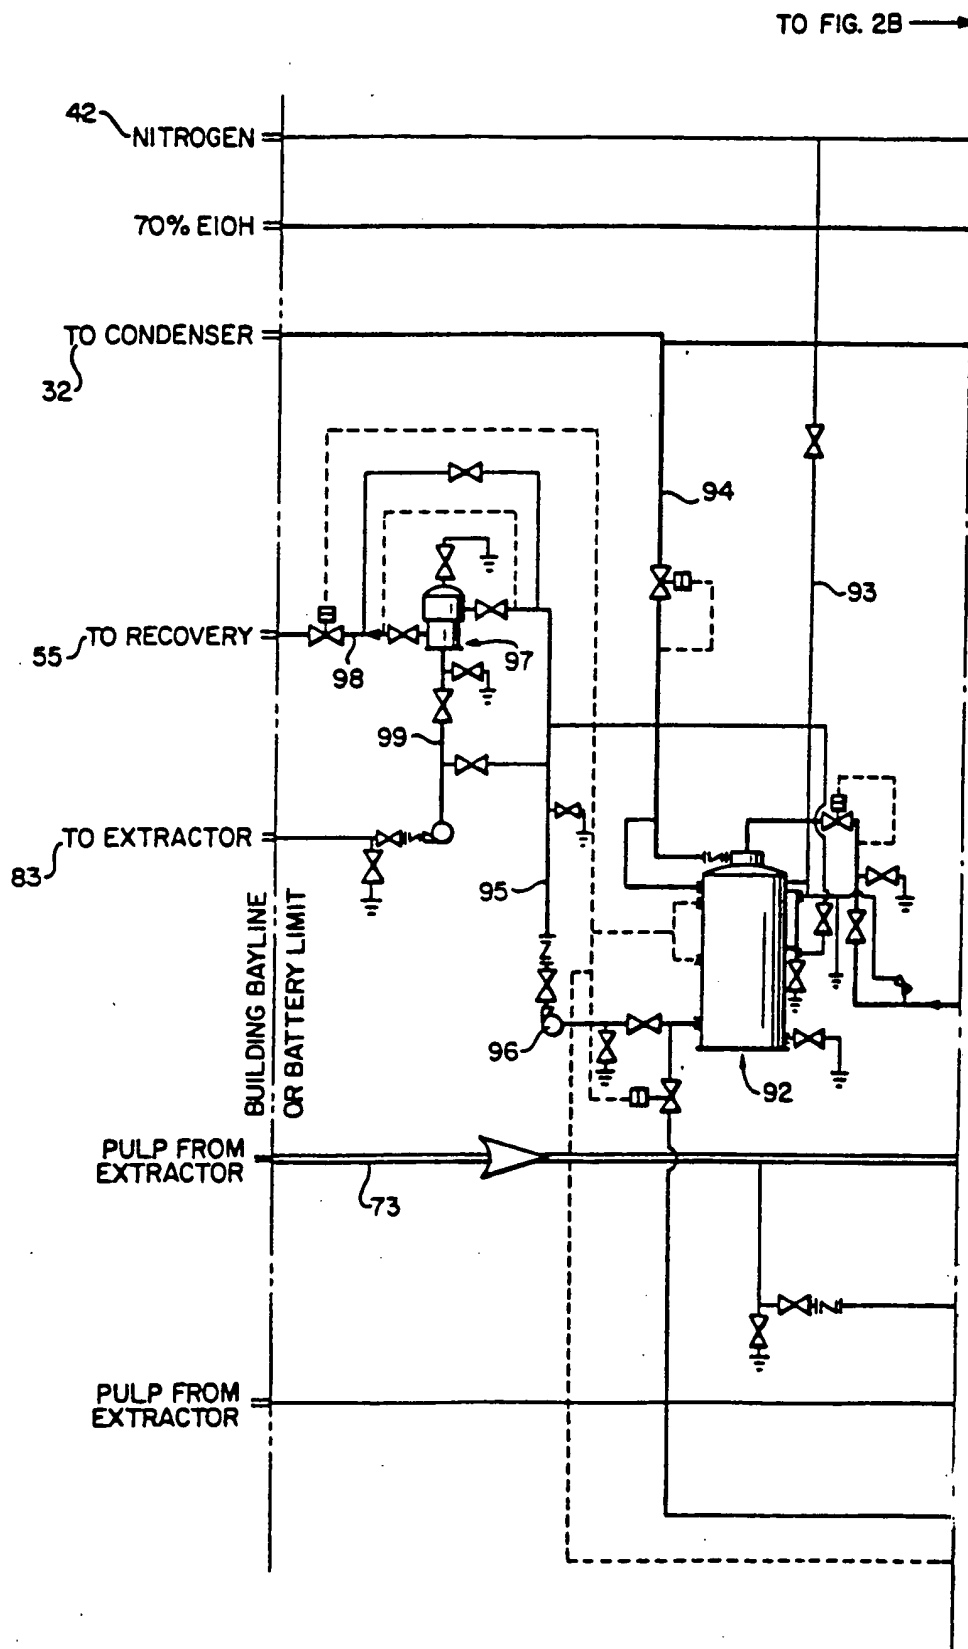 TO FIG. 2B
42
NITROGEN
70% EIOH
TO CONDENSER
32
94
93
55
TO RECOVERY
98
97
99
TO EXTRACTOR
83
95
96
92
BUILDING BAYLINE
OR BATTERY LIMIT
PULP FROM
EXTRACTOR
73
PULP FROM
EXTRACTOR